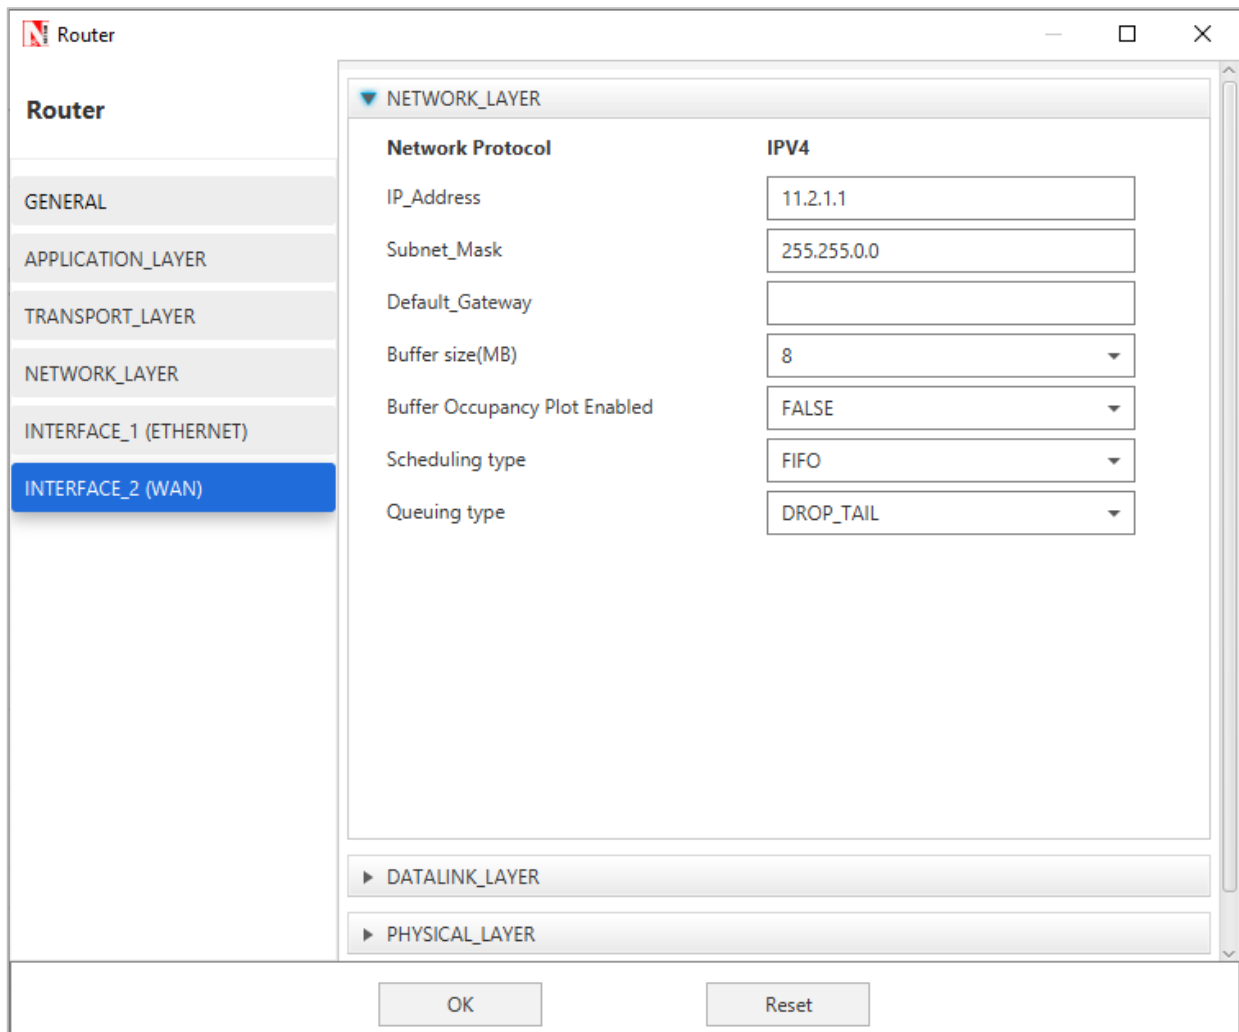 Router
Router
GENERAL
APPLICATION_LAYER
TRANSPORT_LAYER
NETWORK_LAYER
INTERFACE_1 (ETHERNET)
INTERFACE_2 (WAN)
NETWORK_LAYER
Network Protocol IPV4
IP_Address 11.2.1.1
Subnet_Mask 255.255.0.0
Default_Gateway
Buffer size(MB) 8
Buffer Occupancy Plot Enabled FALSE
Scheduling type FIFO
Queuing type DROP_TAIL
DATALINK_LAYER
PHYSICAL_LAYER
OK Reset